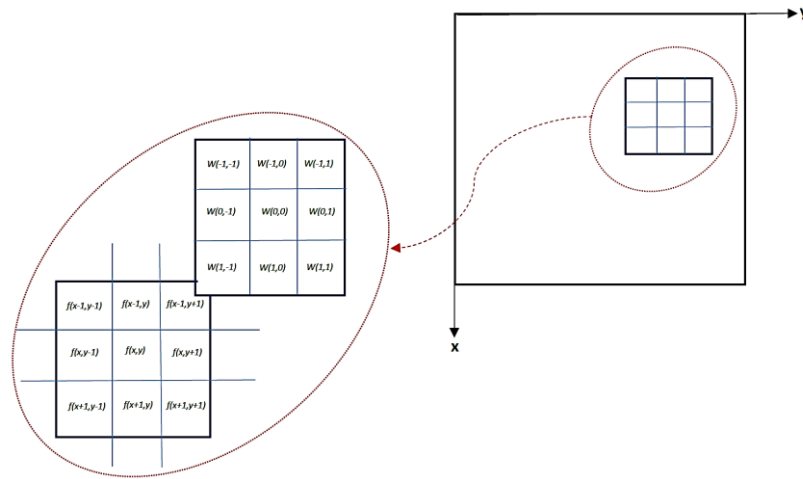 y
W(-1,-1) W(-1,0) W(-1,1)
W(0,-1) W(0,0) W(0,1)
W(1,-1) W(1,0) W(1,1)
f(x-1,y-1) f(x-1,y) f(x-1,y+1)
f(x,y-1) f(x,y) f(x,y+1)
f(x+1,y-1) f(x+1,y) f(x+1,y+1)
x